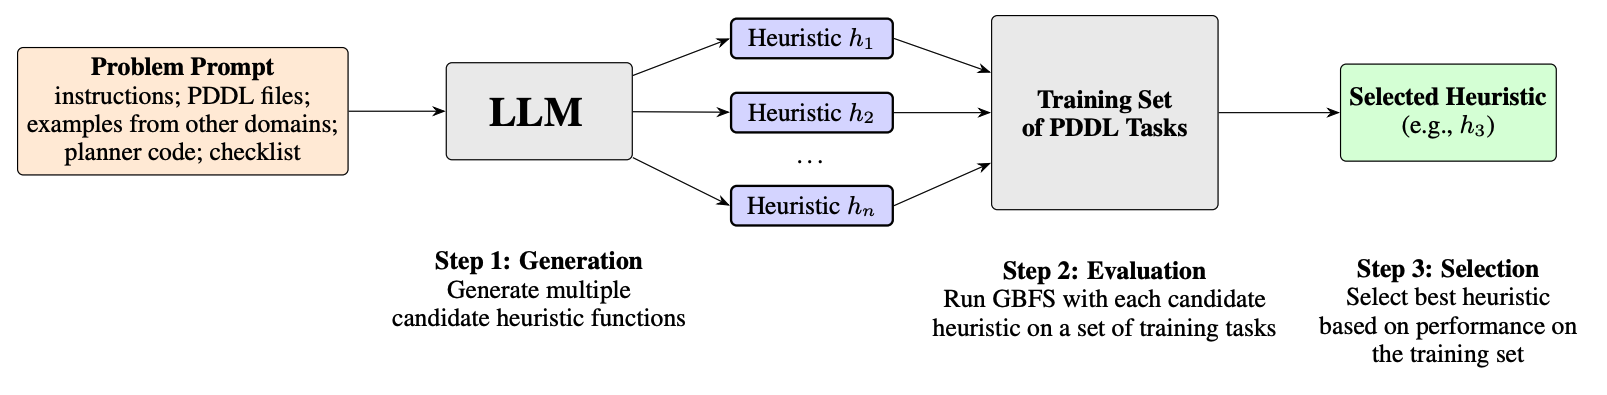 Problem Prompt
instructions; PDDL files;
examples from other domains;
planner code; checklist
LLM
Heuristic h₁
Heuristic h₂
...
Heuristic hₙ
Training Set
of PDDL Tasks
Selected Heuristic
(e.g., h₃)
Step 1: Generation
Generate multiple
candidate heuristic functions
Step 2: Evaluation
Run GBFS with each candidate
heuristic on a set of training tasks
Step 3: Selection
Select best heuristic
based on performance on
the training set